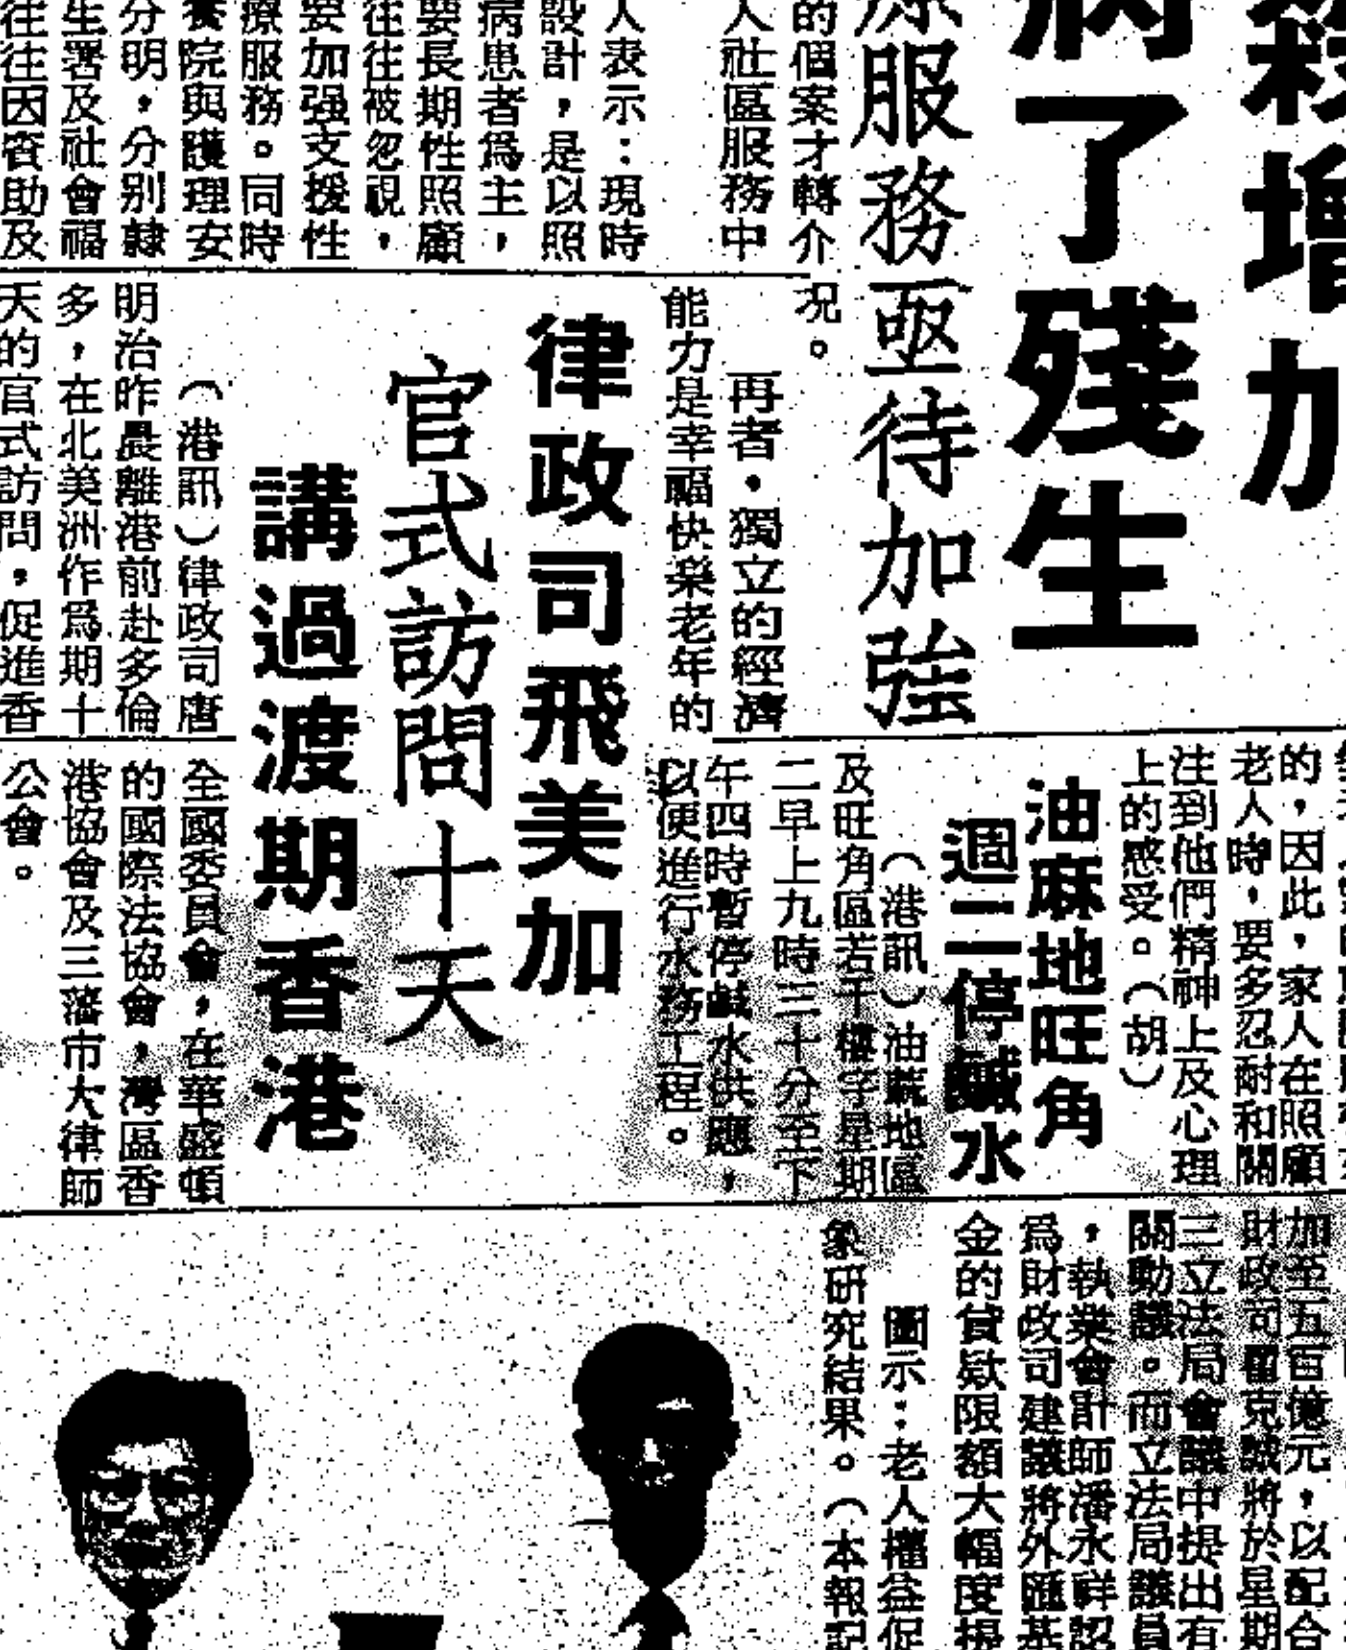 增加
了殘生
服務亟待加強
的個案才轉介
人社區服務中
人表示：現時
設計，是以照
病患者爲主，
要長期性照顧
往往被忽視，
要加强支援性
療服務。同時
養院與護理安
分明，分别隸
生署及社會福
往往因資助及
况。
再者，獨立的經濟
能力是幸福快樂老年的
律政司飛美加
官式訪問十天
講過渡期香港
（港訊）律政司唐
明治昨晨離港前赴多倫
多，在北美洲作爲期十
天的官式訪問，促進香
的，因此，家人在照顧
老人時，要多忍耐和關
注到他們精神上及心理
上的感受。（胡）
油麻地旺角
週二停鹹水
（港訊）油蔴地區
及旺角區若干樓宇星期
二早上九時三十分至下
午四時暫停鹹水供應，
以便進行水務工程。
全國委員會，在華盛頓
的國際法協會，灣區香
港協會及三藩市大律師
公會。
加至五百億元，以配合
財政司翟克誠將於星期
三立法局會議中提出有
關動議。而立法局議員
，執業會計師潘永祥認
爲財政司建議將外匯基
金的貸欵限額大幅度提
圖示：老人權益促
象研究結果。（本報記